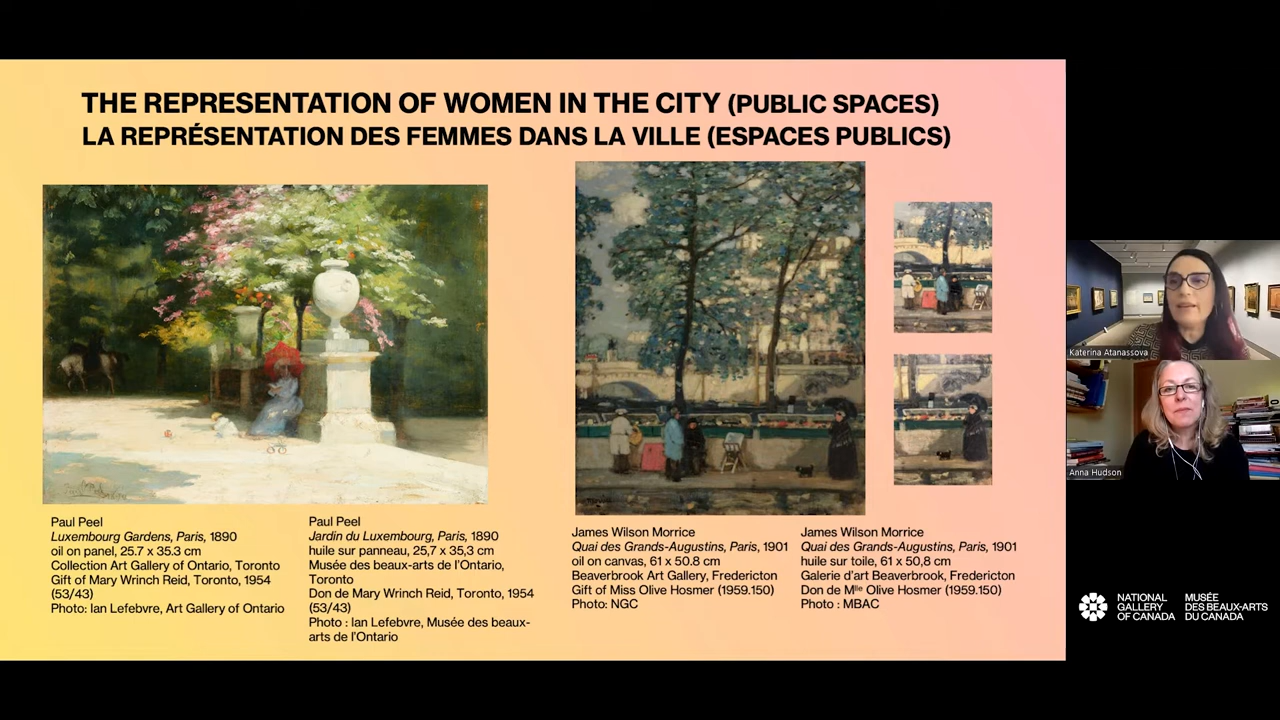 THE REPRESENTATION OF WOMEN IN THE CITY (PUBLIC SPACES)
LA REPRÉSENTATION DES FEMMES DANS LA VILLE (ESPACES PUBLICS)
Paul Peel
Luxembourg Gardens, Paris, 1890
oil on panel, 25.7 x 35.3 cm
Collection Art Gallery of Ontario, Toronto
Gift of Mary Wrinch Reid, Toronto, 1954
(53/43)
Photo: Ian Lefebvre, Art Gallery of Ontario
Paul Peel
Jardin du Luxembourg, Paris, 1890
huile sur panneau, 25,7 x 35,3 cm
Musée des beaux-arts de l'Ontario,
Toronto
Don de Mary Wrinch Reid, Toronto, 1954
(53/43)
Photo : Ian Lefebvre, Musée des beaux-
arts de l'Ontario
James Wilson Morrice
Quai des Grands-Augustins, Paris, 1901
oil on canvas, 61 x 50.8 cm
Beaverbrook Art Gallery, Fredericton
Gift of Miss Olive Hosmer (1959.150)
Photo: NGC
James Wilson Morrice
Quai des Grands-Augustins, Paris, 1901
huile sur toile, 61 x 50,8 cm
Galerie d'art Beaverbrook, Fredericton
Don de Mlle Olive Hosmer (1959.150)
Photo : MBAC
Katerina Atanassova
Anna Hudson
NATIONAL
GALLERY
OF CANADA
MUSÉE
DES BEAUX-ARTS
DU CANADA